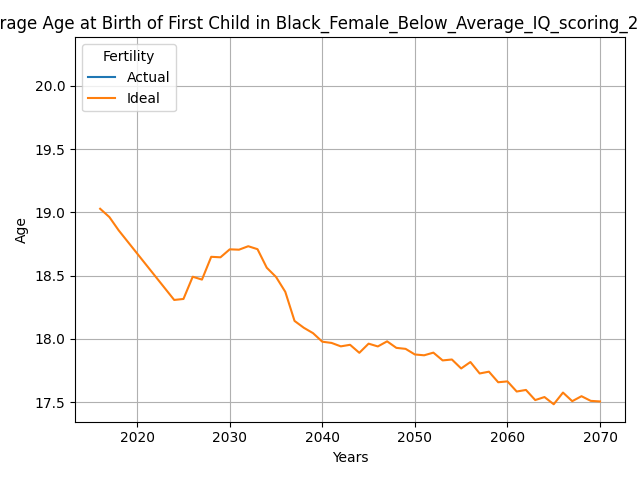 rage Age at Birth of First Child in Black_Female_Below_Average_IQ_scoring_2
Fertility
Actual
Ideal
20.0
19.5
19.0
18.5
18.0
17.5
Age
2020 2030 2040 2050 2060 2070
Years